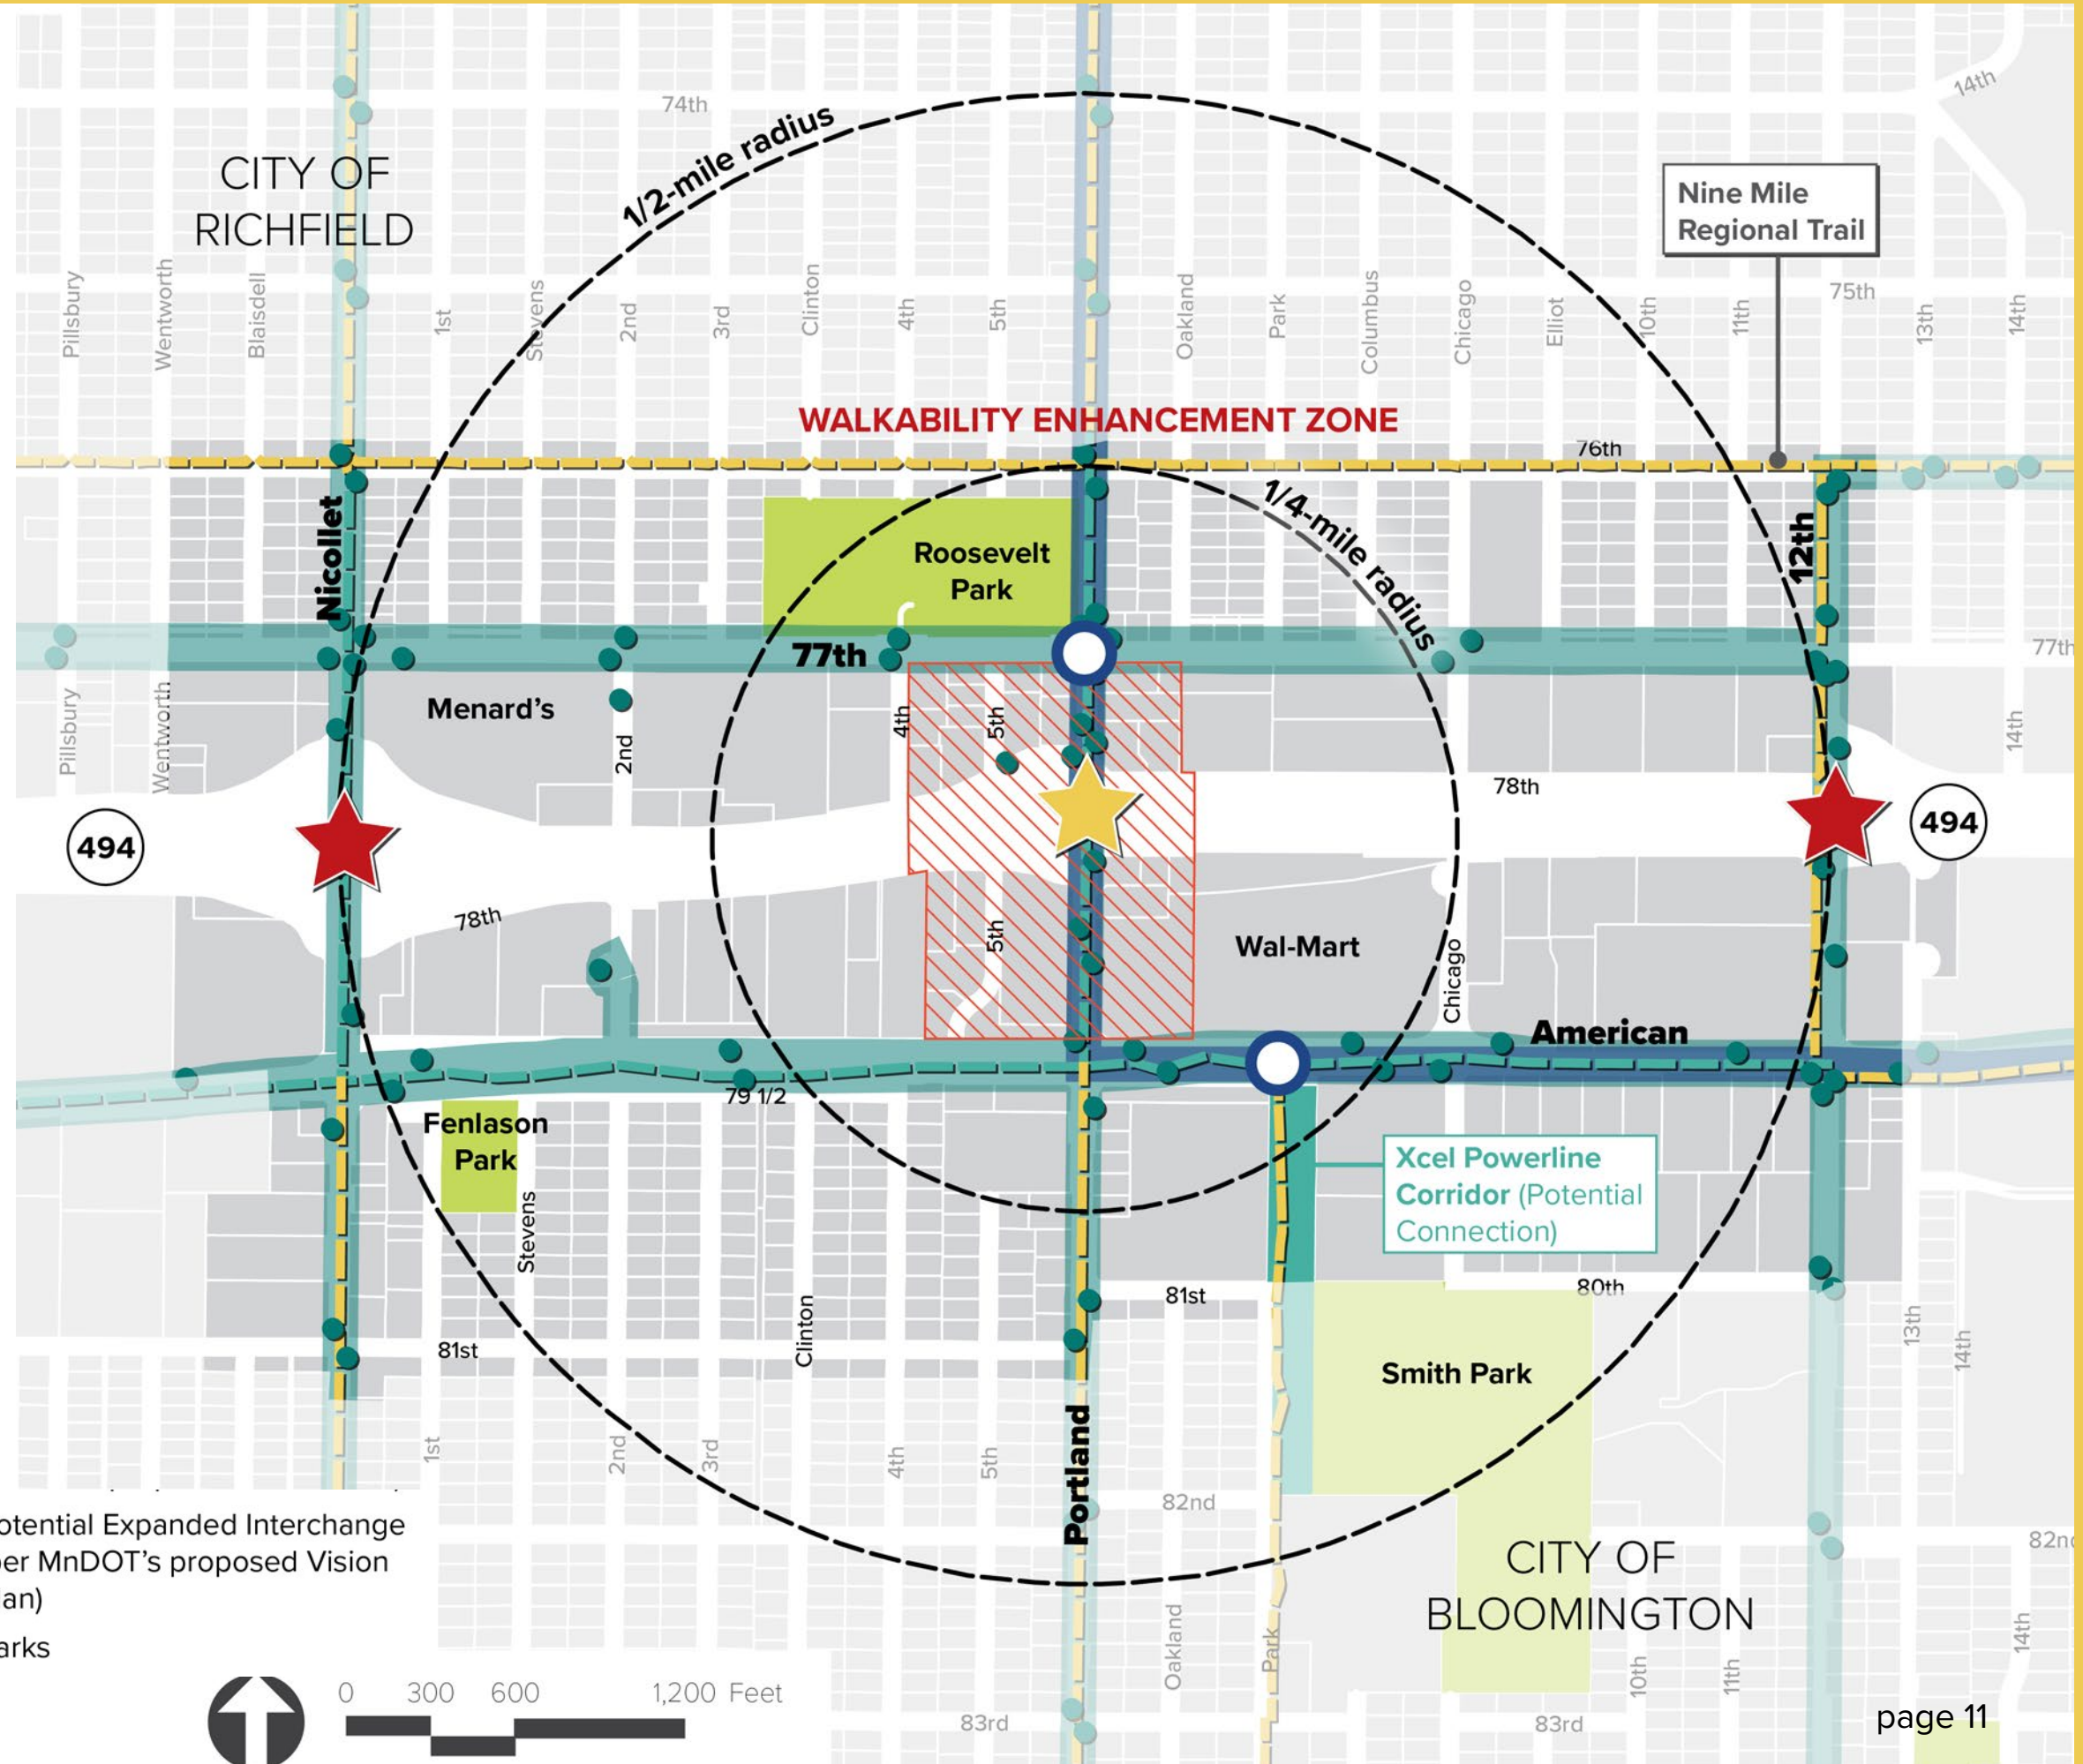 14th
74th
1/2-mile radius
CITY OF
RICHFIELD
Nine Mile
Regional Trail
75th
Pillsbury
Wentworth
Blaisdell
1st
Stevens
2nd
3rd
Clinton
4th
5th
Oakland
Park
Columbus
Chicago
Elliot
10th
11th
13th
14th
WALKABILITY ENHANCEMENT ZONE
76th
1/4-mile radius
Nicollet
12th
Roosevelt
Park
77th
77th
Menard's
Pillsbury
Wentworth
2nd
4th
5th
14th
78th
494
494
78th
5th
Wal-Mart
Chicago
American
79 1/2
Fenlason
Park
Stevens
Xcel Powerline
Corridor (Potential
Connection)
81st
80th
81st
Clinton
13th
14th
Smith Park
Portland
1st
2nd
3rd
4th
5th
82nd
otential Expanded Interchange
er MnDOT's proposed Vision
lan)
arks
CITY OF
BLOOMINGTON
82nd
Oakland
Park
10th
11th
14th
0 300 600 1,200 Feet
83rd
83rd
page 11